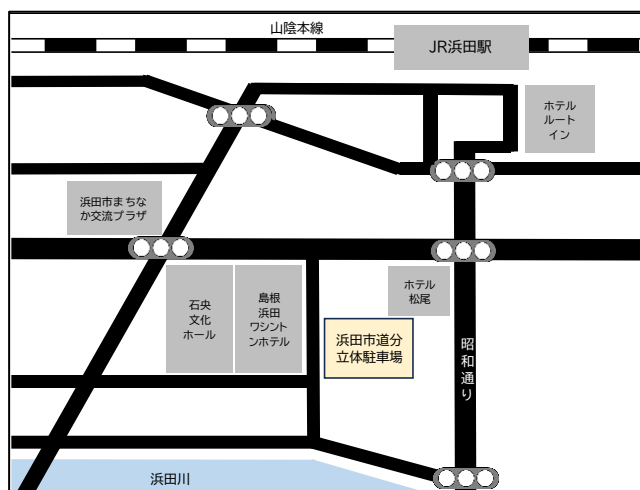 山陰本線
JR浜田駅
ホテル
ルート
イン
浜田市まちな
か交流プラザ
石央
文化
ホール
島根
浜田
ワシント
ンホテル
ホテル
松尾
浜田市道分
立体駐車場
昭和通り
浜田川